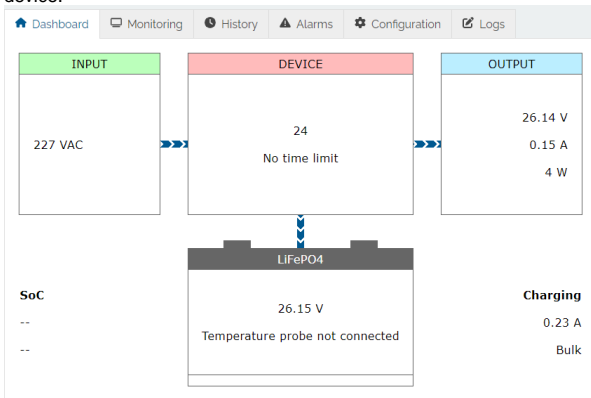 device.
Dashboard Monitoring History Alarms Configuration Logs
INPUT
227 VAC
DEVICE
24
No time limit
OUTPUT
26.14 V
0.15 A
4 W
LiFePO4
26.15 V
Temperature probe not connected
SoC
--
--
Charging
0.23 A
Bulk